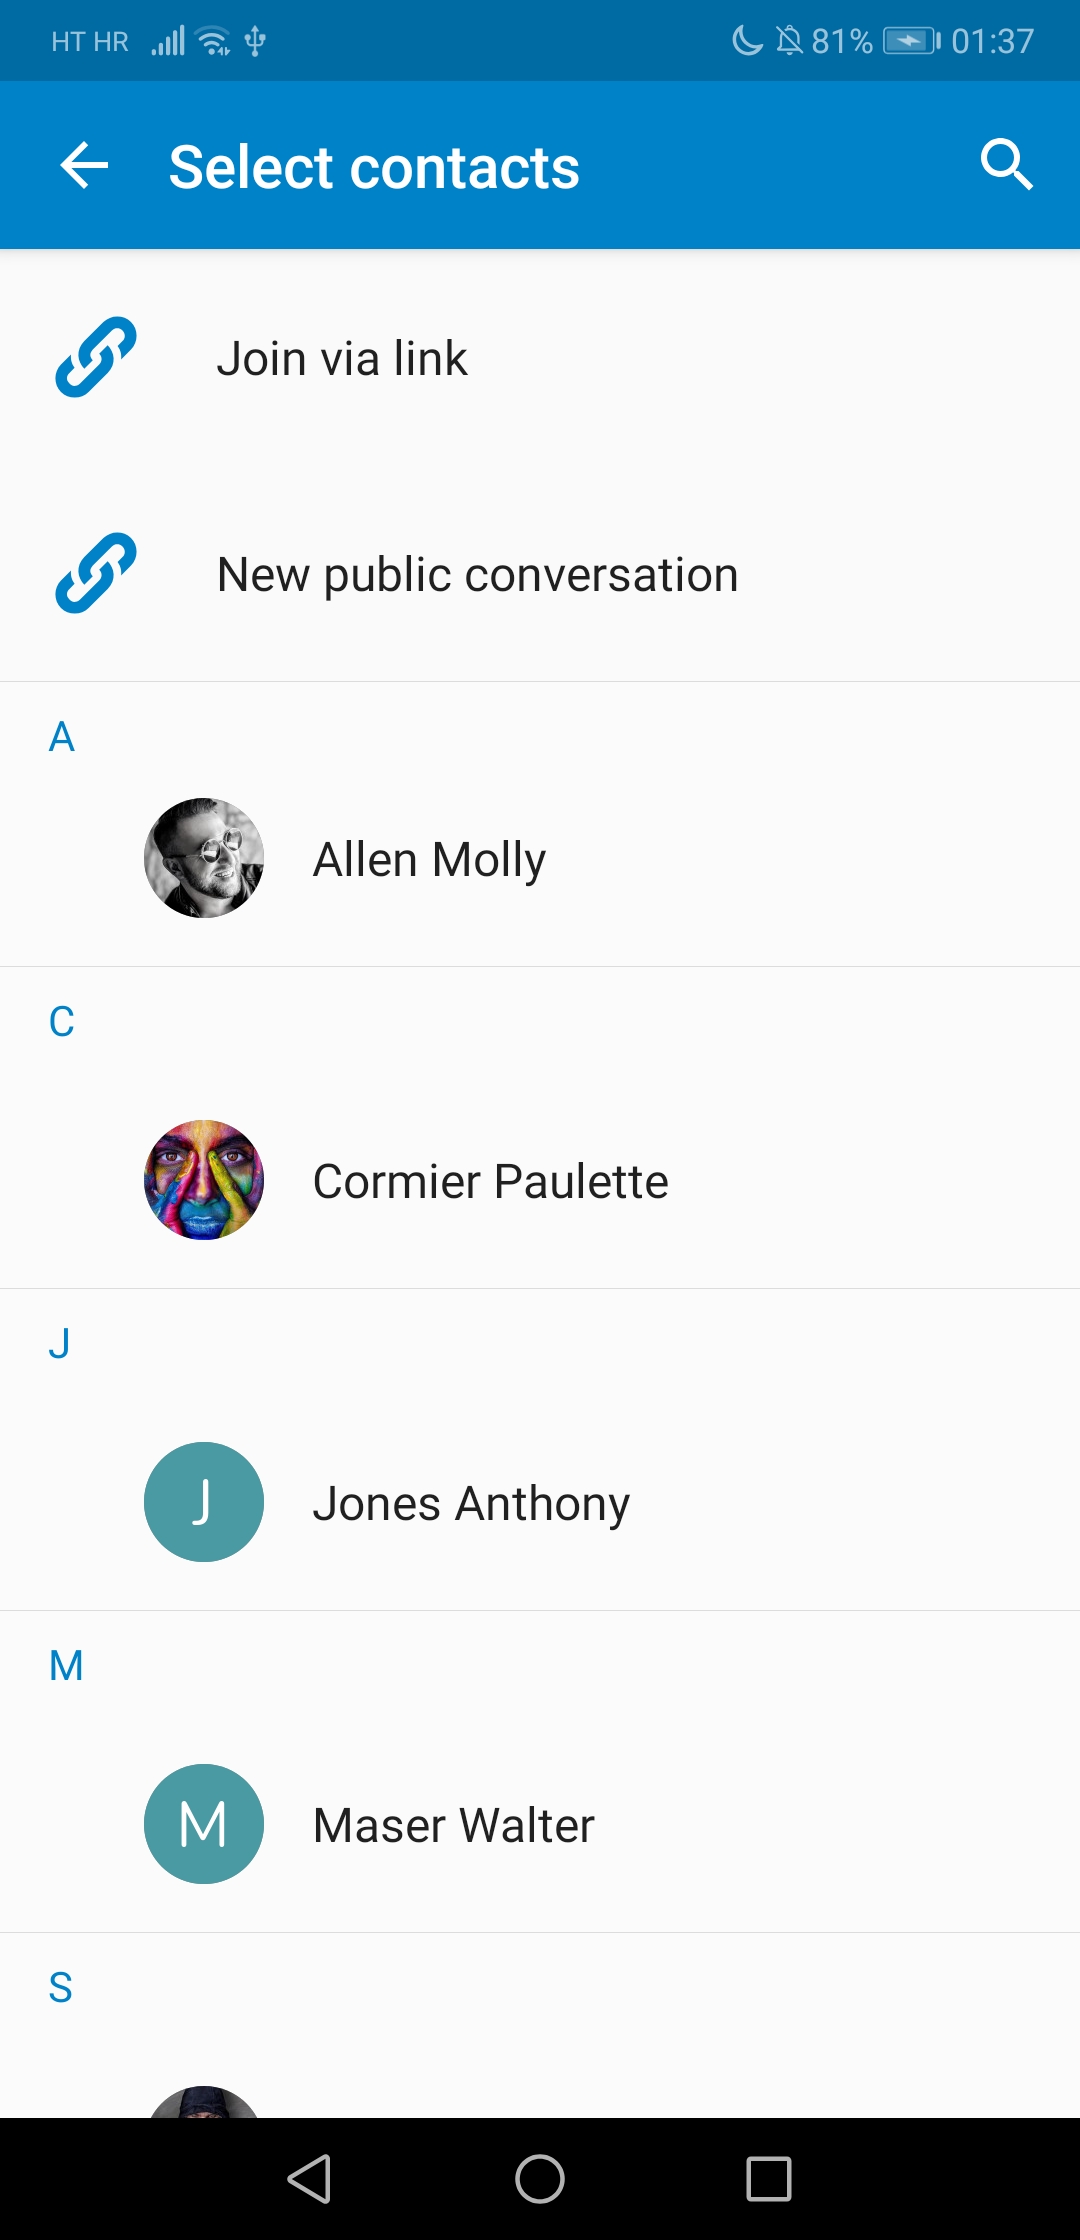 HT HR 81% 01:37
Select contacts
Join via link
New public conversation
A
Allen Molly
C
Cormier Paulette
J
J Jones Anthony
M
M Maser Walter
S